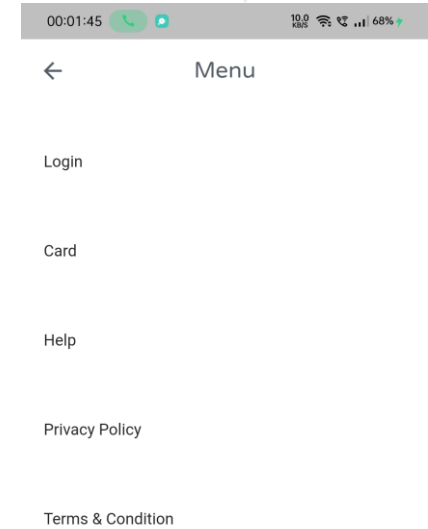 00:01:45
10.0
KB/S
68%
Menu
Login
Card
Help
Privacy Policy
Terms & Condition